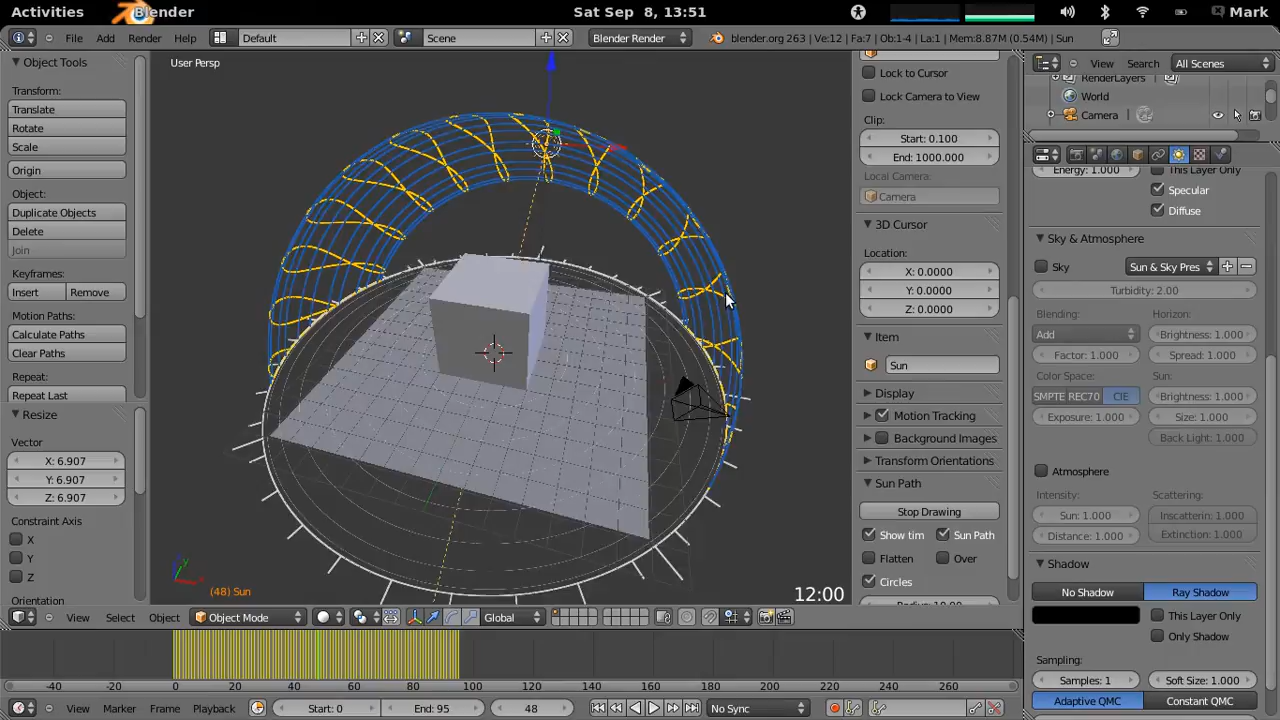 Activities Blender Sat Sep 8, 13:51 Mark
File Add Render Help Default Scene Blender Render blender.org 263 | Ve:12 | Fa:7 | Ob:1-4 | La:1 | Mem:8.87M (0.54M) | Sun
Object Tools
Transform:
Translate
Rotate
Scale
Origin
Object:
Duplicate Objects
Delete
Join
Keyframes:
Insert Remove
Motion Paths:
Calculate Paths
Clear Paths
Repeat:
Repeat Last
Resize
Vector
X: 6.907
Y: 6.907
Z: 6.907
Constraint Axis
X
Y
Z
Orientation
User Persp
(48) Sun
12:00
Lock to Cursor
Lock Camera to View
Clip:
Start: 0.100
End: 1000.000
Local Camera:
Camera
3D Cursor
Location:
X: 0.0000
Y: 0.0000
Z: 0.0000
Item
Sun
Display
Motion Tracking
Background Images
Transform Orientations
Sun Path
Stop Drawing
Show tim Sun Path
Flatten Over
Circles
View Search All Scenes
RenderLayers
World
Camera
Energy: 1.000 This Layer Only
Specular
Diffuse
Sky & Atmosphere
Sky Sun & Sky Pres
Turbidity: 2.00
Blending: Horizon:
Add Brightness: 1.000
Factor: 1.000 Spread: 1.000
Color Space: Sun:
SMPTE REC70 CIE Brightness: 1.000
Exposure: 1.000 Size: 1.000
Back Light: 1.000
Atmosphere
Intensity: Scattering:
Sun: 1.000 Inscatterin: 1.000
Distance: 1.000 Extinction: 1.000
Shadow
No Shadow Ray Shadow
This Layer Only
Only Shadow
Sampling:
Samples: 1 Soft Size: 1.000
Adaptive QMC Constant QMC
View Select Object Object Mode Global
-40 -20 0 20 40 60 80 100 120 140 160 180 200 220 240 260
View Marker Frame Playback Start: 0 End: 95 48 No Sync